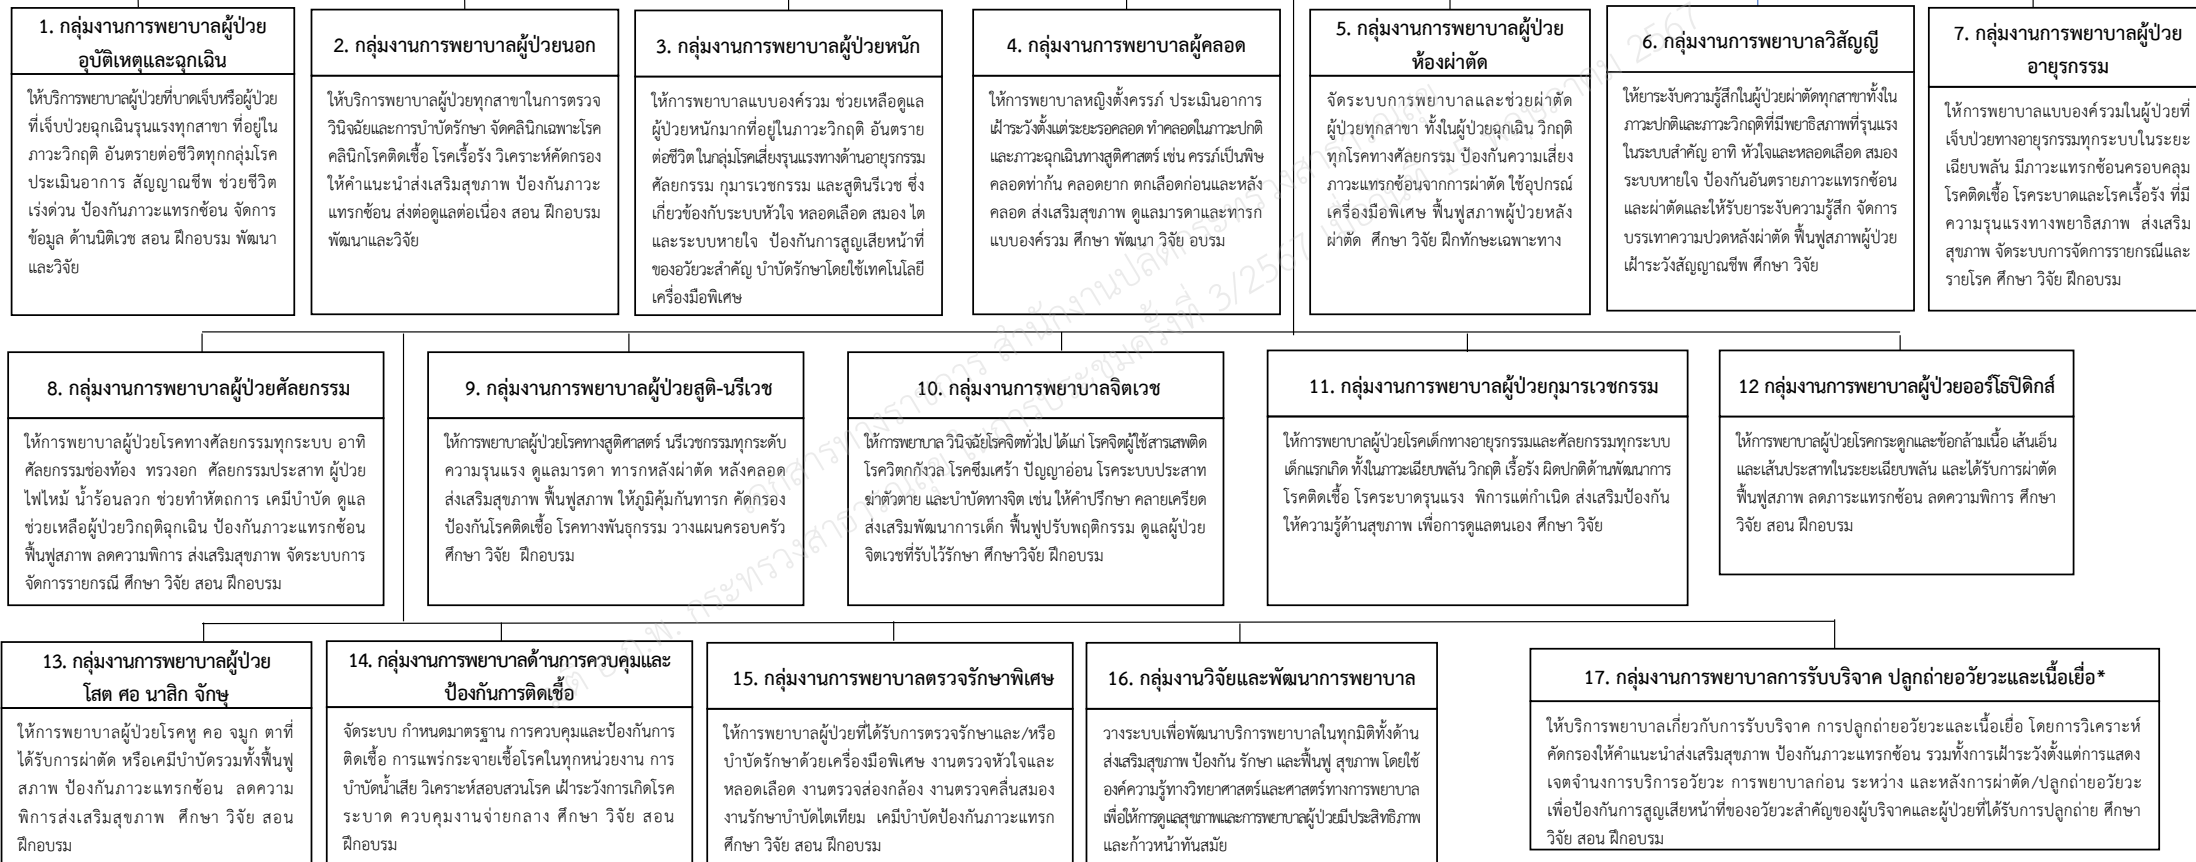 1. กลุ่มงานการพยาบาลผู้ป่วย
อุบัติเหตุและฉุกเฉิน
ให้บริการพยาบาลผู้ป่วยที่บาดเจ็บหรือผู้ป่วย
ที่เจ็บป่วยฉุกเฉินรุนแรงทุกสาขา ที่อยู่ใน
ภาวะวิกฤติ อันตรายต่อชีวิตทุกกลุ่มโรค
ประเมินอาการ สัญญาณชีพ ช่วยชีวิต
เร่งด่วน ป้องกันภาวะแทรกซ้อน จัดการ
ข้อมูล ด้านนิติเวช สอน ฝึกอบรม พัฒนา
และวิจัย
2. กลุ่มงานการพยาบาลผู้ป่วยนอก
ให้บริการพยาบาลผู้ป่วยทุกสาขาในการตรวจ
วินิจฉัยและการบำบัดรักษา จัดคลินิกเฉพาะโรค
คลินิกโรคติดเชื้อ โรคเรื้อรัง วิเคราะห์คัดกรอง
ให้คำแนะนำส่งเสริมสุขภาพ ป้องกันภาวะ
แทรกซ้อน ส่งต่อดูแลต่อเนื่อง สอน ฝึกอบรม
พัฒนาและวิจัย
3. กลุ่มงานการพยาบาลผู้ป่วยหนัก
ให้การพยาบาลแบบองค์รวม ช่วยเหลือดูแล
ผู้ป่วยหนักมากที่อยู่ในภาวะวิกฤติ อันตราย
ต่อชีวิต ในกลุ่มโรคเสี่ยงรุนแรงทางด้านอายุรกรรม
ศัลยกรรม กุมารเวชกรรม และสูตินรีเวช ซึ่ง
เกี่ยวข้องกับระบบหัวใจ หลอดเลือด สมอง ไต
และระบบหายใจ ป้องกันการสูญเสียหน้าที่
ของอวัยวะสำคัญ บำบัดรักษาโดยใช้เทคโนโลยี
เครื่องมือพิเศษ
4. กลุ่มงานการพยาบาลผู้คลอด
ให้การพยาบาลหญิงตั้งครรภ์ ประเมินอาการ
เฝ้าระวังตั้งแต่ระยะรอคลอด ทำคลอดในภาวะปกติ
และภาวะฉุกเฉินทางสูติศาสตร์ เช่น ครรภ์เป็นพิษ
คลอดท่าก้น คลอดยาก ตกเลือดก่อนและหลัง
คลอด ส่งเสริมสุขภาพ ดูแลมารดาและทารก
แบบองค์รวม ศึกษา พัฒนา วิจัย อบรม
5. กลุ่มงานการพยาบาลผู้ป่วย
ห้องผ่าตัด
จัดระบบการพยาบาลและช่วยผ่าตัด
ผู้ป่วยทุกสาขา ทั้งในผู้ป่วยฉุกเฉิน วิกฤติ
ทุกโรคทางศัลยกรรม ป้องกันความเสี่ยง
ภาวะแทรกซ้อนจากการผ่าตัด ใช้อุปกรณ์
เครื่องมือพิเศษ ฟื้นฟูสภาพผู้ป่วยหลัง
ผ่าตัด ศึกษา วิจัย ฝึกทักษะเฉพาะทาง
6. กลุ่มงานการพยาบาลวิสัญญี
ให้ยาระงับความรู้สึกในผู้ป่วยผ่าตัดทุกสาขาทั้งใน
ภาวะปกติและภาวะวิกฤติที่มีพยาธิสภาพที่รุนแรง
ในระบบสำคัญ อาทิ หัวใจและหลอดเลือด สมอง
ระบบหายใจ ป้องกันอันตรายภาวะแทรกซ้อน
และผ่าตัดและให้รับยาระงับความรู้สึก จัดการ
บรรเทาความปวดหลังผ่าตัด ฟื้นฟูสภาพผู้ป่วย
เฝ้าระวังสัญญาณชีพ ศึกษา วิจัย
7. กลุ่มงานการพยาบาลผู้ป่วย
อายุรกรรม
ให้การพยาบาลแบบองค์รวมในผู้ป่วยที่
เจ็บป่วยทางอายุรกรรมทุกระบบในระยะ
เฉียบพลัน มีภาวะแทรกซ้อนครอบคลุม
โรคติดเชื้อ โรคระบาดและโรคเรื้อรัง ที่มี
ความรุนแรงทางพยาธิสภาพ ส่งเสริม
สุขภาพ จัดระบบการจัดการรายกรณีและ
รายโรค ศึกษา วิจัย ฝึกอบรม
8. กลุ่มงานการพยาบาลผู้ป่วยศัลยกรรม
ให้การพยาบาลผู้ป่วยโรคทางศัลยกรรมทุกระบบ อาทิ
ศัลยกรรมช่องท้อง ทรวงอก ศัลยกรรมประสาท ผู้ป่วย
ไฟไหม้ น้ำร้อนลวก ช่วยทำหัตถการ เคมีบำบัด ดูแล
ช่วยเหลือผู้ป่วยวิกฤติฉุกเฉิน ป้องกันภาวะแทรกซ้อน
ฟื้นฟูสภาพ ลดความพิการ ส่งเสริมสุขภาพ จัดระบบการ
จัดการรายกรณี ศึกษา วิจัย สอน ฝึกอบรม
9. กลุ่มงานการพยาบาลผู้ป่วยสูติ-นรีเวช
ให้การพยาบาลผู้ป่วยโรคทางสูติศาสตร์ นรีเวชกรรมทุกระดับ
ความรุนแรง ดูแลมารดา ทารกหลังผ่าตัด หลังคลอด
ส่งเสริมสุขภาพ ฟื้นฟูสภาพ ให้ภูมิคุ้มกันทารก คัดกรอง
ป้องกันโรคติดเชื้อ โรคทางพันธุกรรม วางแผนครอบครัว
ศึกษา วิจัย ฝึกอบรม
10. กลุ่มงานการพยาบาลจิตเวช
ให้การพยาบาล วินิจฉัยโรคจิตทั่วไป ได้แก่ โรคจิตผู้ใช้สารเสพติด
โรควิตกกังวล โรคซึมเศร้า ปัญญาอ่อน โรคระบบประสาท
ฆ่าตัวตาย และบำบัดทางจิต เช่น ให้คำปรึกษา คลายเครียด
ส่งเสริมพัฒนาการเด็ก ฟื้นฟูปรับพฤติกรรม ดูแลผู้ป่วย
จิตเวชที่รับไว้รักษา ศึกษาวิจัย ฝึกอบรม
11. กลุ่มงานการพยาบาลผู้ป่วยกุมารเวชกรรม
ให้การพยาบาลผู้ป่วยโรคเด็กทางอายุรกรรมและศัลยกรรมทุกระบบ
เด็กแรกเกิด ทั้งในภาวะเฉียบพลัน วิกฤติ เรื้อรัง ผิดปกติด้านพัฒนาการ
โรคติดเชื้อ โรคระบาดรุนแรง พิการแต่กำเนิด ส่งเสริมป้องกัน
ให้ความรู้ด้านสุขภาพ เพื่อการดูแลตนเอง ศึกษา วิจัย
12 กลุ่มงานการพยาบาลผู้ป่วยออร์โธปิดิกส์
ให้การพยาบาลผู้ป่วยโรคกระดูกและข้อกล้ามเนื้อ เส้นเอ็น
และเส้นประสาทในระยะเฉียบพลัน และได้รับการผ่าตัด
ฟื้นฟูสภาพ ลดภาระแทรกซ้อน ลดความพิการ ศึกษา
วิจัย สอน ฝึกอบรม
13. กลุ่มงานการพยาบาลผู้ป่วย
โสต ศอ นาสิก จักษุ
ให้การพยาบาลผู้ป่วยโรคหู คอ จมูก ตาที่
ได้รับการผ่าตัด หรือเคมีบำบัดรวมทั้งฟื้นฟู
สภาพ ป้องกันภาวะแทรกซ้อน ลดความ
พิการส่งเสริมสุขภาพ ศึกษา วิจัย สอน
ฝึกอบรม
14. กลุ่มงานการพยาบาลด้านการควบคุมและ
ป้องกันการติดเชื้อ
จัดระบบ กำหนดมาตรฐาน การควบคุมและป้องกันการ
ติดเชื้อ การแพร่กระจายเชื้อโรคในทุกหน่วยงาน การ
บำบัดน้ำเสีย วิเคราะห์สอบสวนโรค เฝ้าระวังการเกิดโรค
ระบาด ควบคุมงานจ่ายกลาง ศึกษา วิจัย สอน
ฝึกอบรม
15. กลุ่มงานการพยาบาลตรวจรักษาพิเศษ
ให้การพยาบาลผู้ป่วยที่ได้รับการตรวจรักษาและ/หรือ
บำบัดรักษาด้วยเครื่องมือพิเศษ งานตรวจหัวใจและ
หลอดเลือด งานตรวจส่องกล้อง งานตรวจคลื่นสมอง
งานรักษาบำบัดไตเทียม เคมีบำบัดป้องกันภาวะแทรก
ศึกษา วิจัย สอน ฝึกอบรม
16. กลุ่มงานวิจัยและพัฒนาการพยาบาล
วางระบบเพื่อพัฒนาบริการพยาบาลในทุกมิติทั้งด้าน
ส่งเสริมสุขภาพ ป้องกัน รักษา และฟื้นฟู สุขภาพ โดยใช้
องค์ความรู้ทางวิทยาศาสตร์และศาสตร์ทางการพยาบาล
เพื่อให้การดูแลสุขภาพและการพยาบาลผู้ป่วยมีประสิทธิภาพ
และก้าวหน้าทันสมัย
17. กลุ่มงานการพยาบาลการรับบริจาค ปลูกถ่ายอวัยวะและเนื้อเยื่อ*
ให้บริการพยาบาลเกี่ยวกับการรับบริจาค การปลูกถ่ายอวัยวะและเนื้อเยื่อ โดยการวิเคราะห์
คัดกรองให้คำแนะนำส่งเสริมสุขภาพ ป้องกันภาวะแทรกซ้อน รวมทั้งการเฝ้าระวังตั้งแต่การแสดง
เจตจำนงการบริการอวัยวะ การพยาบาลก่อน ระหว่าง และหลังการผ่าตัด/ปลูกถ่ายอวัยวะ
เพื่อป้องกันการสูญเสียหน้าที่ของอวัยวะสำคัญของผู้บริจาคและผู้ป่วยที่ได้รับการปลูกถ่าย ศึกษา
วิจัย สอน ฝึกอบรม
เอกสารทางราชการ สำนักงานปลัดกระทรวงสาธารณสุข
อ.ก.พ. กระทรวงสาธารณสุข ในการประชุมครั้งที่ 3/2567 เมื่อวันที่ 15 พฤษภาคม 2567